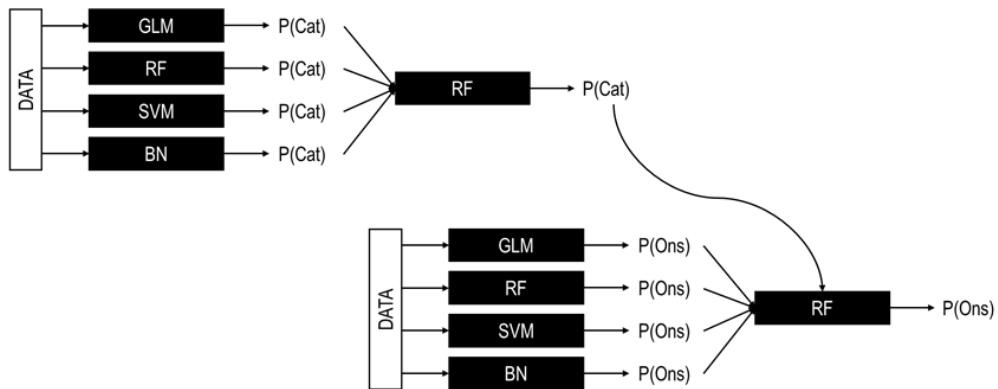 DATA
GLM P(Cat)
RF P(Cat)
SVM P(Cat)
BN P(Cat)
RF P(Cat)
DATA
GLM P(Ons)
RF P(Ons)
SVM P(Ons)
BN P(Ons)
RF P(Ons)